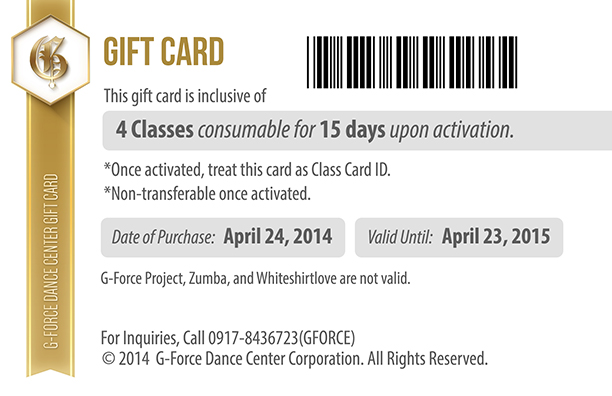 G
GIFT CARD
This gift card is inclusive of
4 Classes consumable for 15 days upon activation.
*Once activated, treat this card as Class Card ID.
*Non-transferable once activated.
Date of Purchase: April 24, 2014 Valid Until: April 23, 2015
G-Force Project, Zumba, and Whiteshirtlove are not valid.
For Inquiries, Call 0917-8436723(GFORCE)
© 2014 G-Force Dance Center Corporation. All Rights Reserved.
G-FORCE DANCE CENTER GIFT CARD